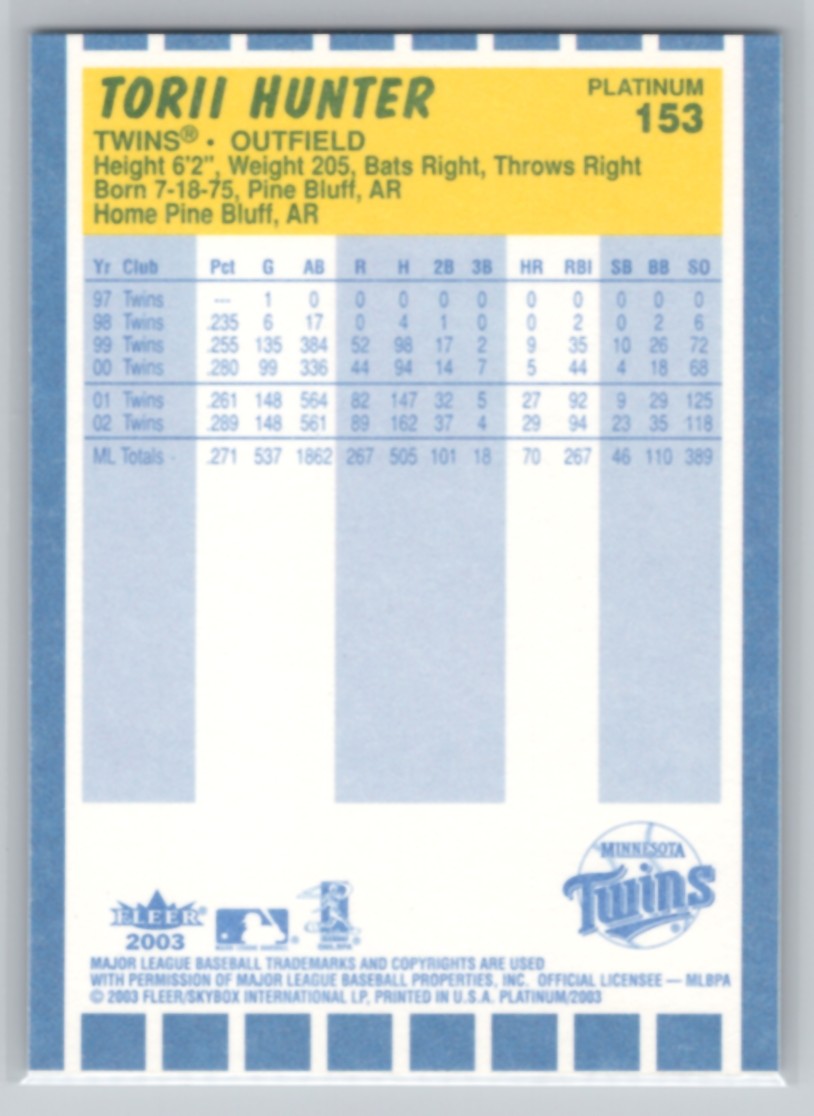 TORII HUNTER
PLATINUM
153
TWINS® • OUTFIELD
Height 6'2", Weight 205, Bats Right, Throws Right
Born 7-18-75, Pine Bluff, AR
Home Pine Bluff, AR
Yr Club Pct G AB R H 2B 3B HR RBI SB BB SO
97 Twins --- 1 0 0 0 0 0 0 0 0 0 0
98 Twins .235 6 17 0 4 1 0 0 2 0 2 6
99 Twins .255 135 384 52 98 17 2 9 35 10 26 72
00 Twins .280 99 336 44 94 14 7 5 44 4 18 68
01 Twins .261 148 564 82 147 32 5 27 92 9 29 125
02 Twins .289 148 561 89 162 37 4 29 94 23 35 118
ML Totals .271 537 1862 267 505 101 18 70 267 46 110 389
MINNESOTA
Twins
FLEER
2003
MAJOR LEAGUE BASEBALL TRADEMARKS AND COPYRIGHTS ARE USED
WITH PERMISSION OF MAJOR LEAGUE BASEBALL PROPERTIES, INC. OFFICIAL LICENSEE — MLBPA
© 2003 FLEER/SKYBOX INTERNATIONAL LP, PRINTED IN U.S.A. PLATINUM/2003